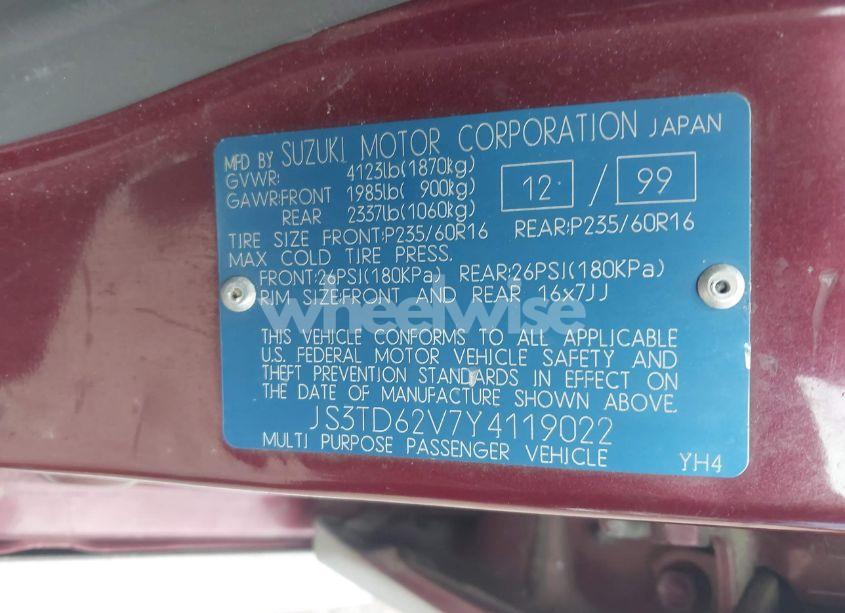 MFD BY SUZUKI MOTOR CORPORATION JAPAN
GVWR: 4123lb(1870kg)
GAWR:FRONT 1985lb( 900kg)
REAR 2337lb(1060kg)
12 / 99
TIRE SIZE FRONT:P235/60R16 REAR:P235/60R16
MAX COLD TIRE PRESS.
FRONT:26PSI(180KPa) REAR:26PSI(180KPa)
RIM SIZE:FRONT AND REAR 16x7JJ
wheelwise
THIS VEHICLE CONFORMS TO ALL APPLICABLE
U.S. FEDERAL MOTOR VEHICLE SAFETY AND
THEFT PREVENTION STANDARDS IN EFFECT ON
THE DATE OF MANUFACTURE SHOWN ABOVE.
JS3TD62V7Y4119022
MULTI PURPOSE PASSENGER VEHICLE
YH4